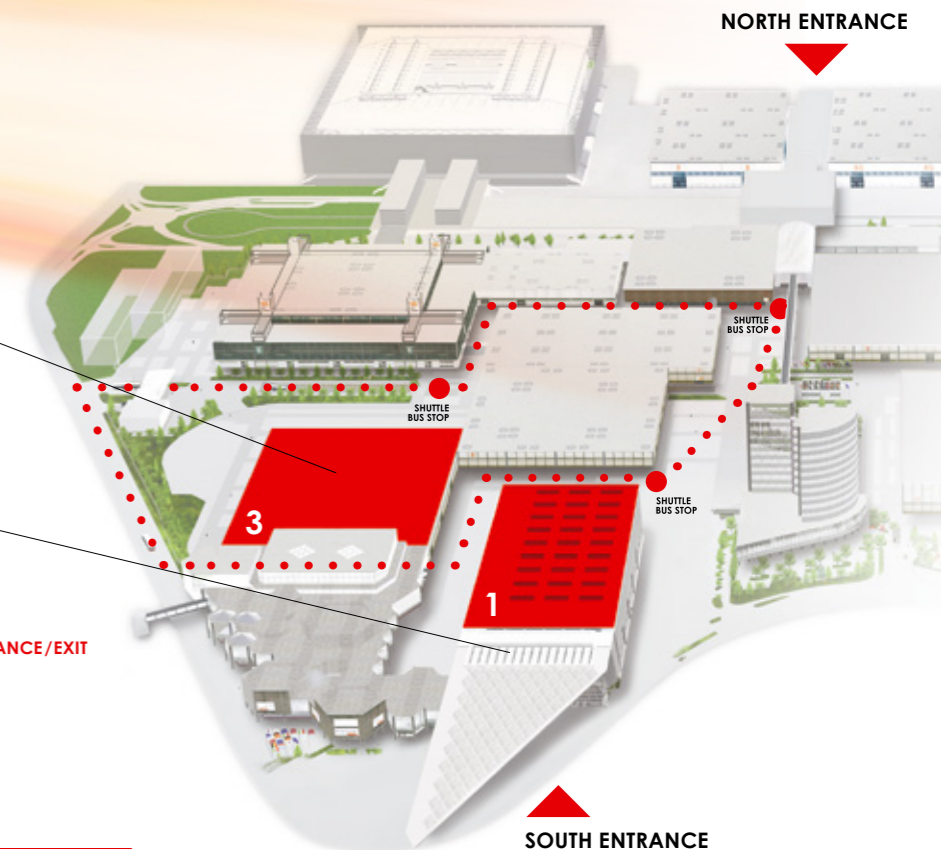 NORTH ENTRANCE
SHUTTLE
BUS STOP
SHUTTLE
BUS STOP
SHUTTLE
BUS STOP
3
1
ANCE/EXIT
SOUTH ENTRANCE